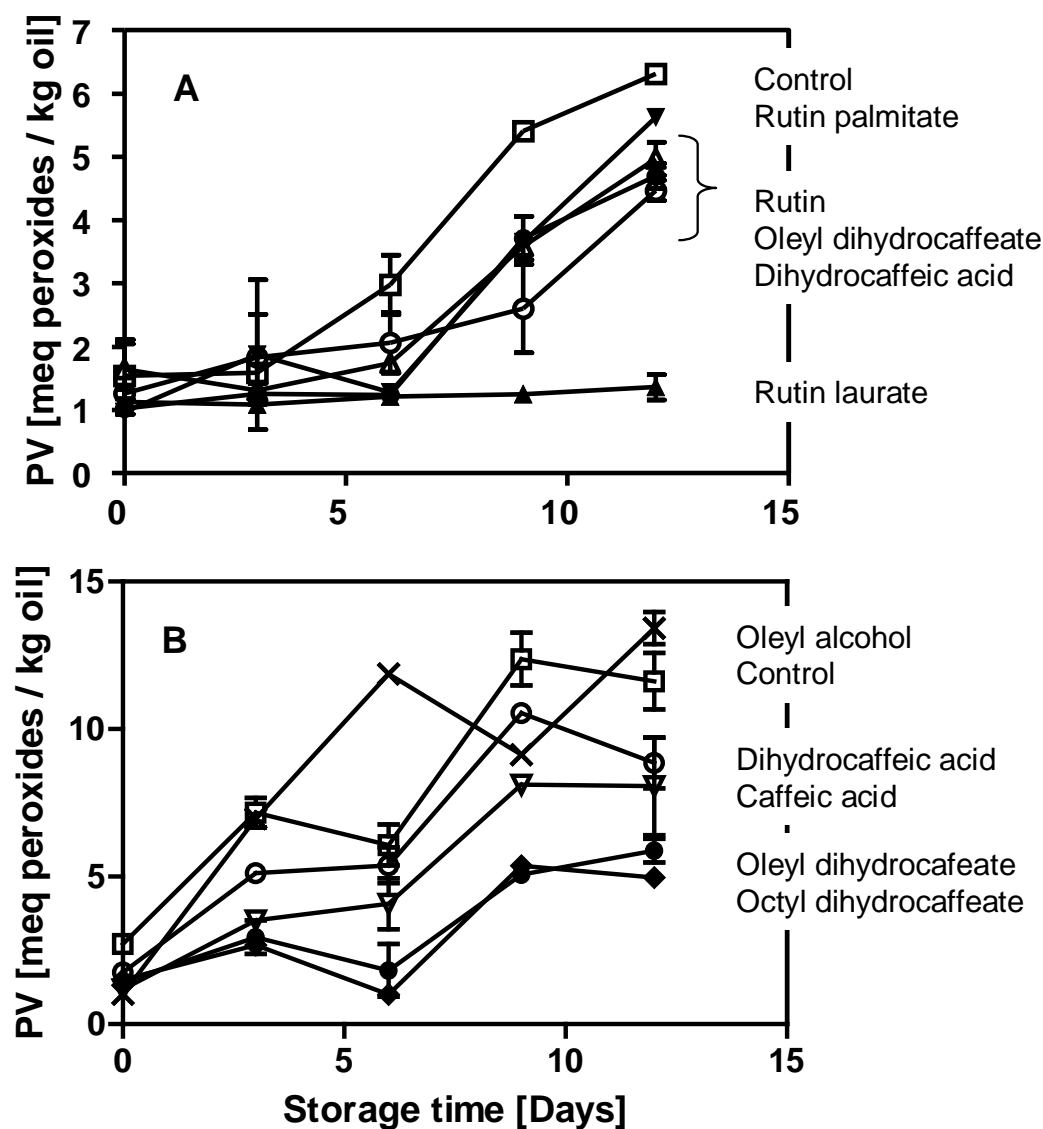 PV [meq peroxides / kg oil]
7
6
5
4
3
2
1
0
A
0
5
10
15
Control
Rutin palmitate
Rutin
Oleyl dihydrocaffeate
Dihydrocaffeic acid
Rutin laurate
PV [meq peroxides / kg oil]
15
10
5
0
B
0
5
10
15
Oleyl alcohol
Control
Dihydrocaffeic acid
Caffeic acid
Oleyl dihydrocafeate
Octyl dihydrocaffeate
Storage time [Days]